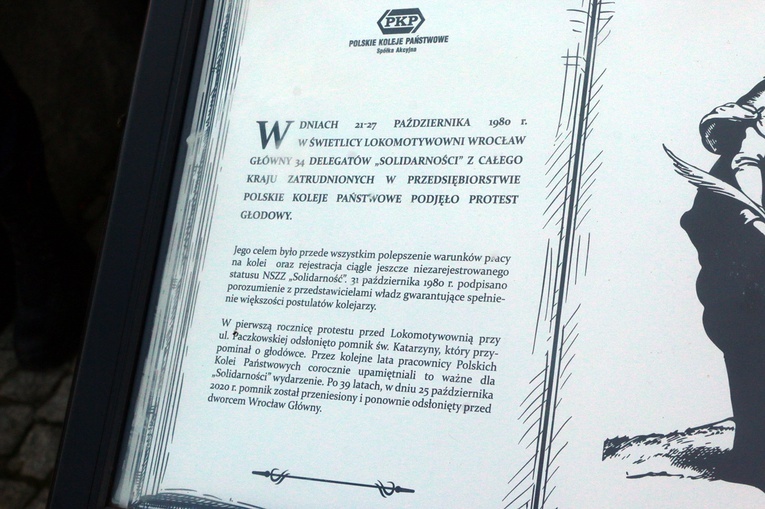 PKP
POLSKIE KOLEJE PAŃSTWOWE
Spółka Akcyjna
W DNIACH 21-27 PAŹDZIERNIKA 1980 r.
W ŚWIETLICY LOKOMOTYWOWNI WROCŁAW
GŁÓWNY 34 DELEGATÓW „SOLIDARNOŚCI” Z CAŁEGO
KRAJU ZATRUDNIONYCH W PRZEDSIĘBIORSTWIE
POLSKIE KOLEJE PAŃSTWOWE PODJĘŁO PROTEST
GŁODOWY.
Jego celem było przede wszystkim polepszenie warunków pracy
na kolei oraz rejestracja ciągle jeszcze niezarejestrowanego
statusu NSZZ „Solidarność”. 31 października 1980 r. podpisano
porozumienie z przedstawicielami władz gwarantujące spełnie-
nie większości postulatów kolejarzy.
W pierwszą rocznicę protestu przed Lokomotywownią przy
ul. Paczkowskiej odsłonięto pomnik św. Katarzyny, który przy-
pominał o głodówce. Przez kolejne lata pracownicy Polskich
Kolei Państwowych corocznie upamiętniali to ważne dla
„Solidarności” wydarzenie. Po 39 latach, w dniu 25 października
2020 r. pomnik został przeniesiony i ponownie odsłonięty przed
dworcem Wrocław Główny.